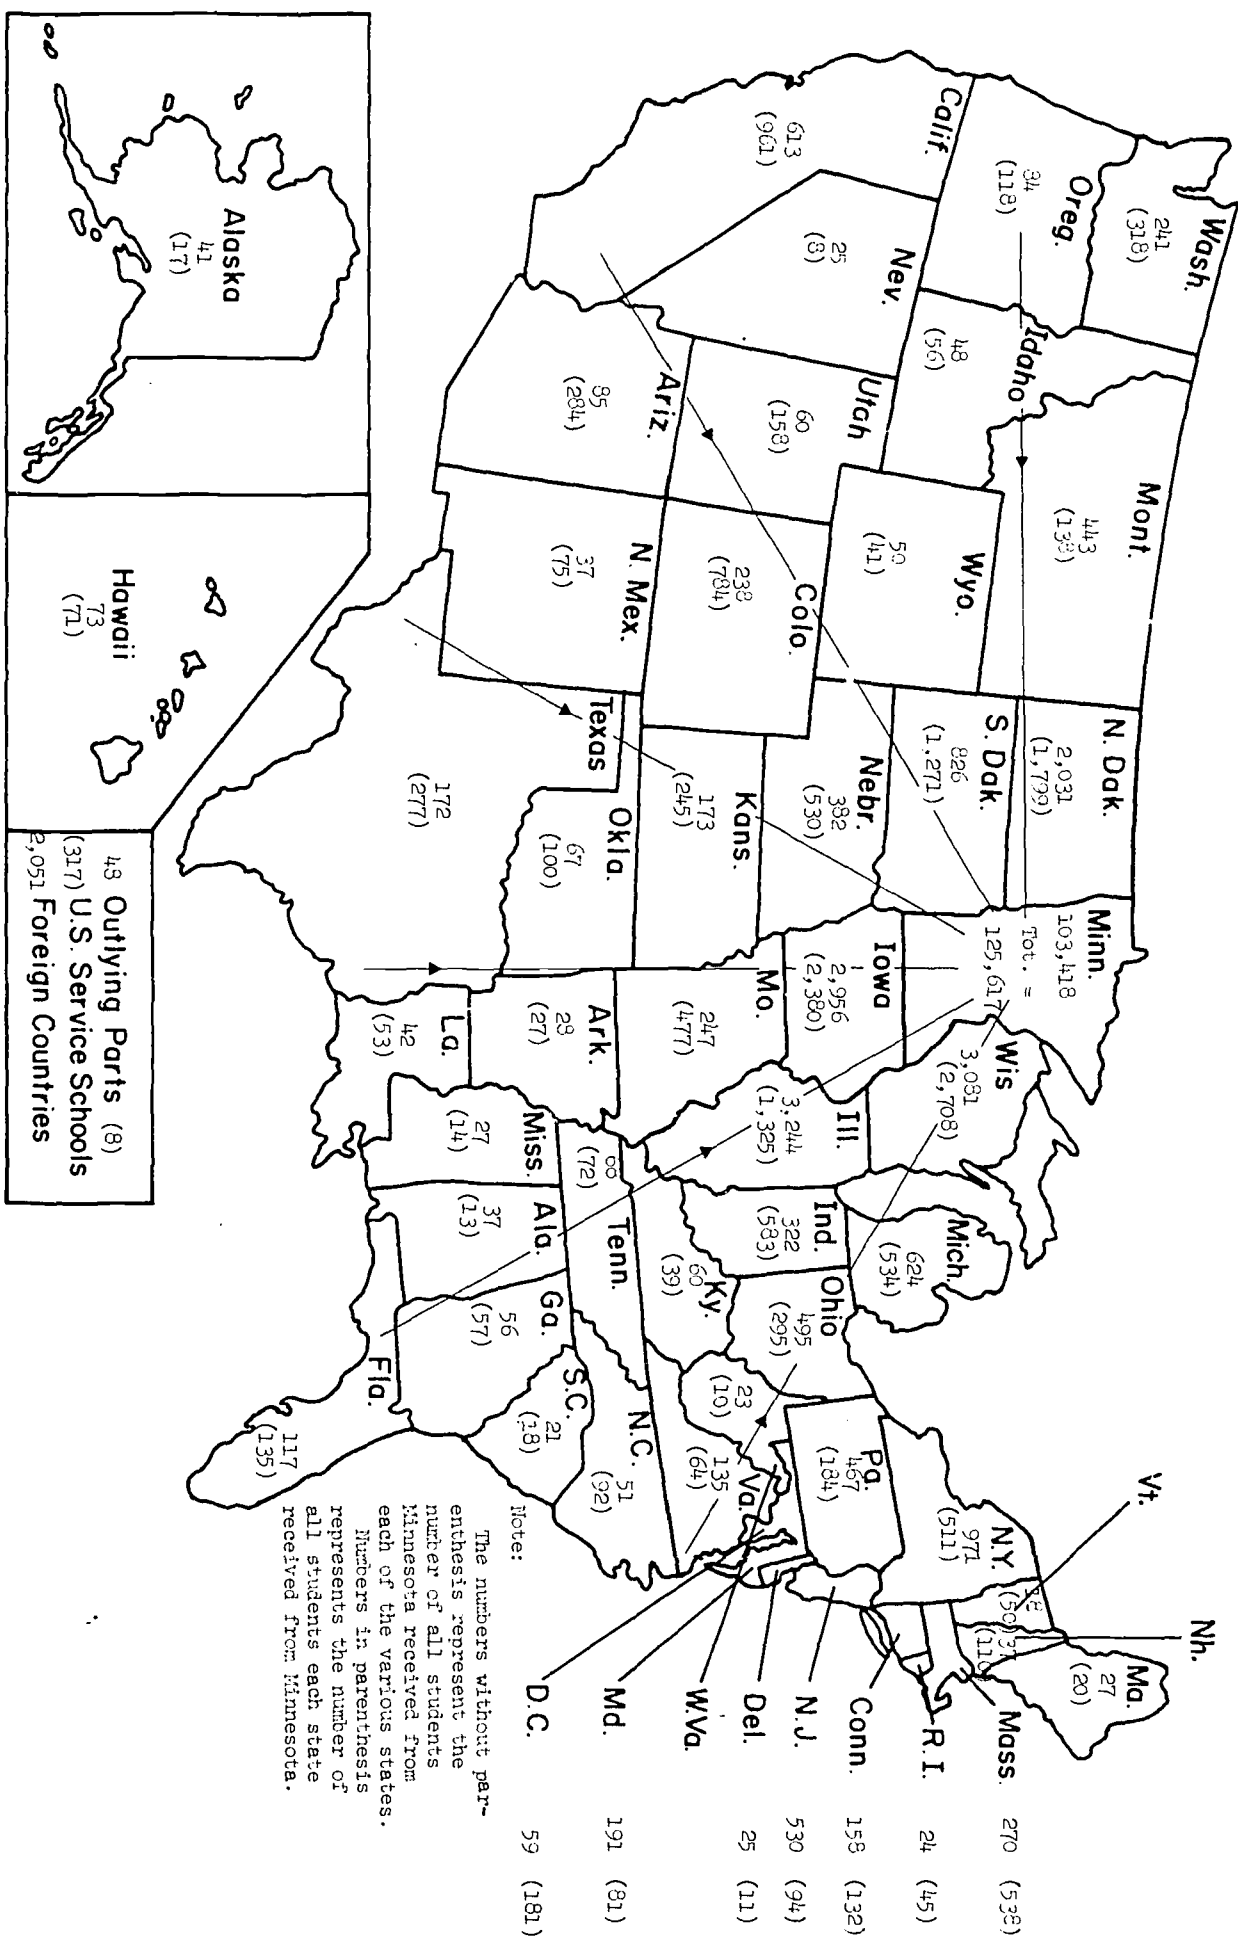 Wash.
241
(318)
Oreg.
84
(118)
Calif.
613
(961)
Nev.
25
(8)
Idaho
48
(56)
Mont.
443
(138)
Wyo.
50
(41)
Utah
60
(158)
Ariz.
85
(284)
Colo.
238
(784)
N. Mex.
37
(75)
N. Dak.
2,031
(1,799)
S. Dak.
826
(1,271)
Nebr.
382
(530)
Kans.
173
(245)
Okla.
67
(100)
Texas
172
(277)
Minn.
103,418
Tot. =
125,617
Iowa
2,956
(2,380)
Mo.
247
(477)
Ark.
28
(27)
La.
42
(53)
Wis
3,081
(2,708)
Ill.
3,244
(1,325)
Mich.
624
(534)
Ind.
322
(583)
Ohio
495
(295)
Ky.
60
(39)
Tenn.
(72)
Miss.
27
(14)
Ala.
37
(13)
Ga.
56
(57)
Fla.
117
(135)
S.C.
21
(18)
N.C.
51
(92)
Va.
135
(64)
23
(10)
Pa.
467
(184)
N.Y.
971
(511)
Vt.
(50)
Nh.
37
Ma.
27
(20)
Mass. 270 (538)
R.I. 24 (45)
Conn. 158 (132)
N.J. 530 (94)
Del. 25 (11)
W.Va.
Md. 191 (81)
D.C. 59 (181)
Alaska
41
(17)
Hawaii
73
(71)
48 Outlying Parts (8)
(317) U.S. Service Schools
2,051 Foreign Countries
Note:
The numbers without par-
enthesis represent the
number of all students
Minnesota received from
each of the various states.
Numbers in parenthesis
represents the number of
all students each state
received from Minnesota.